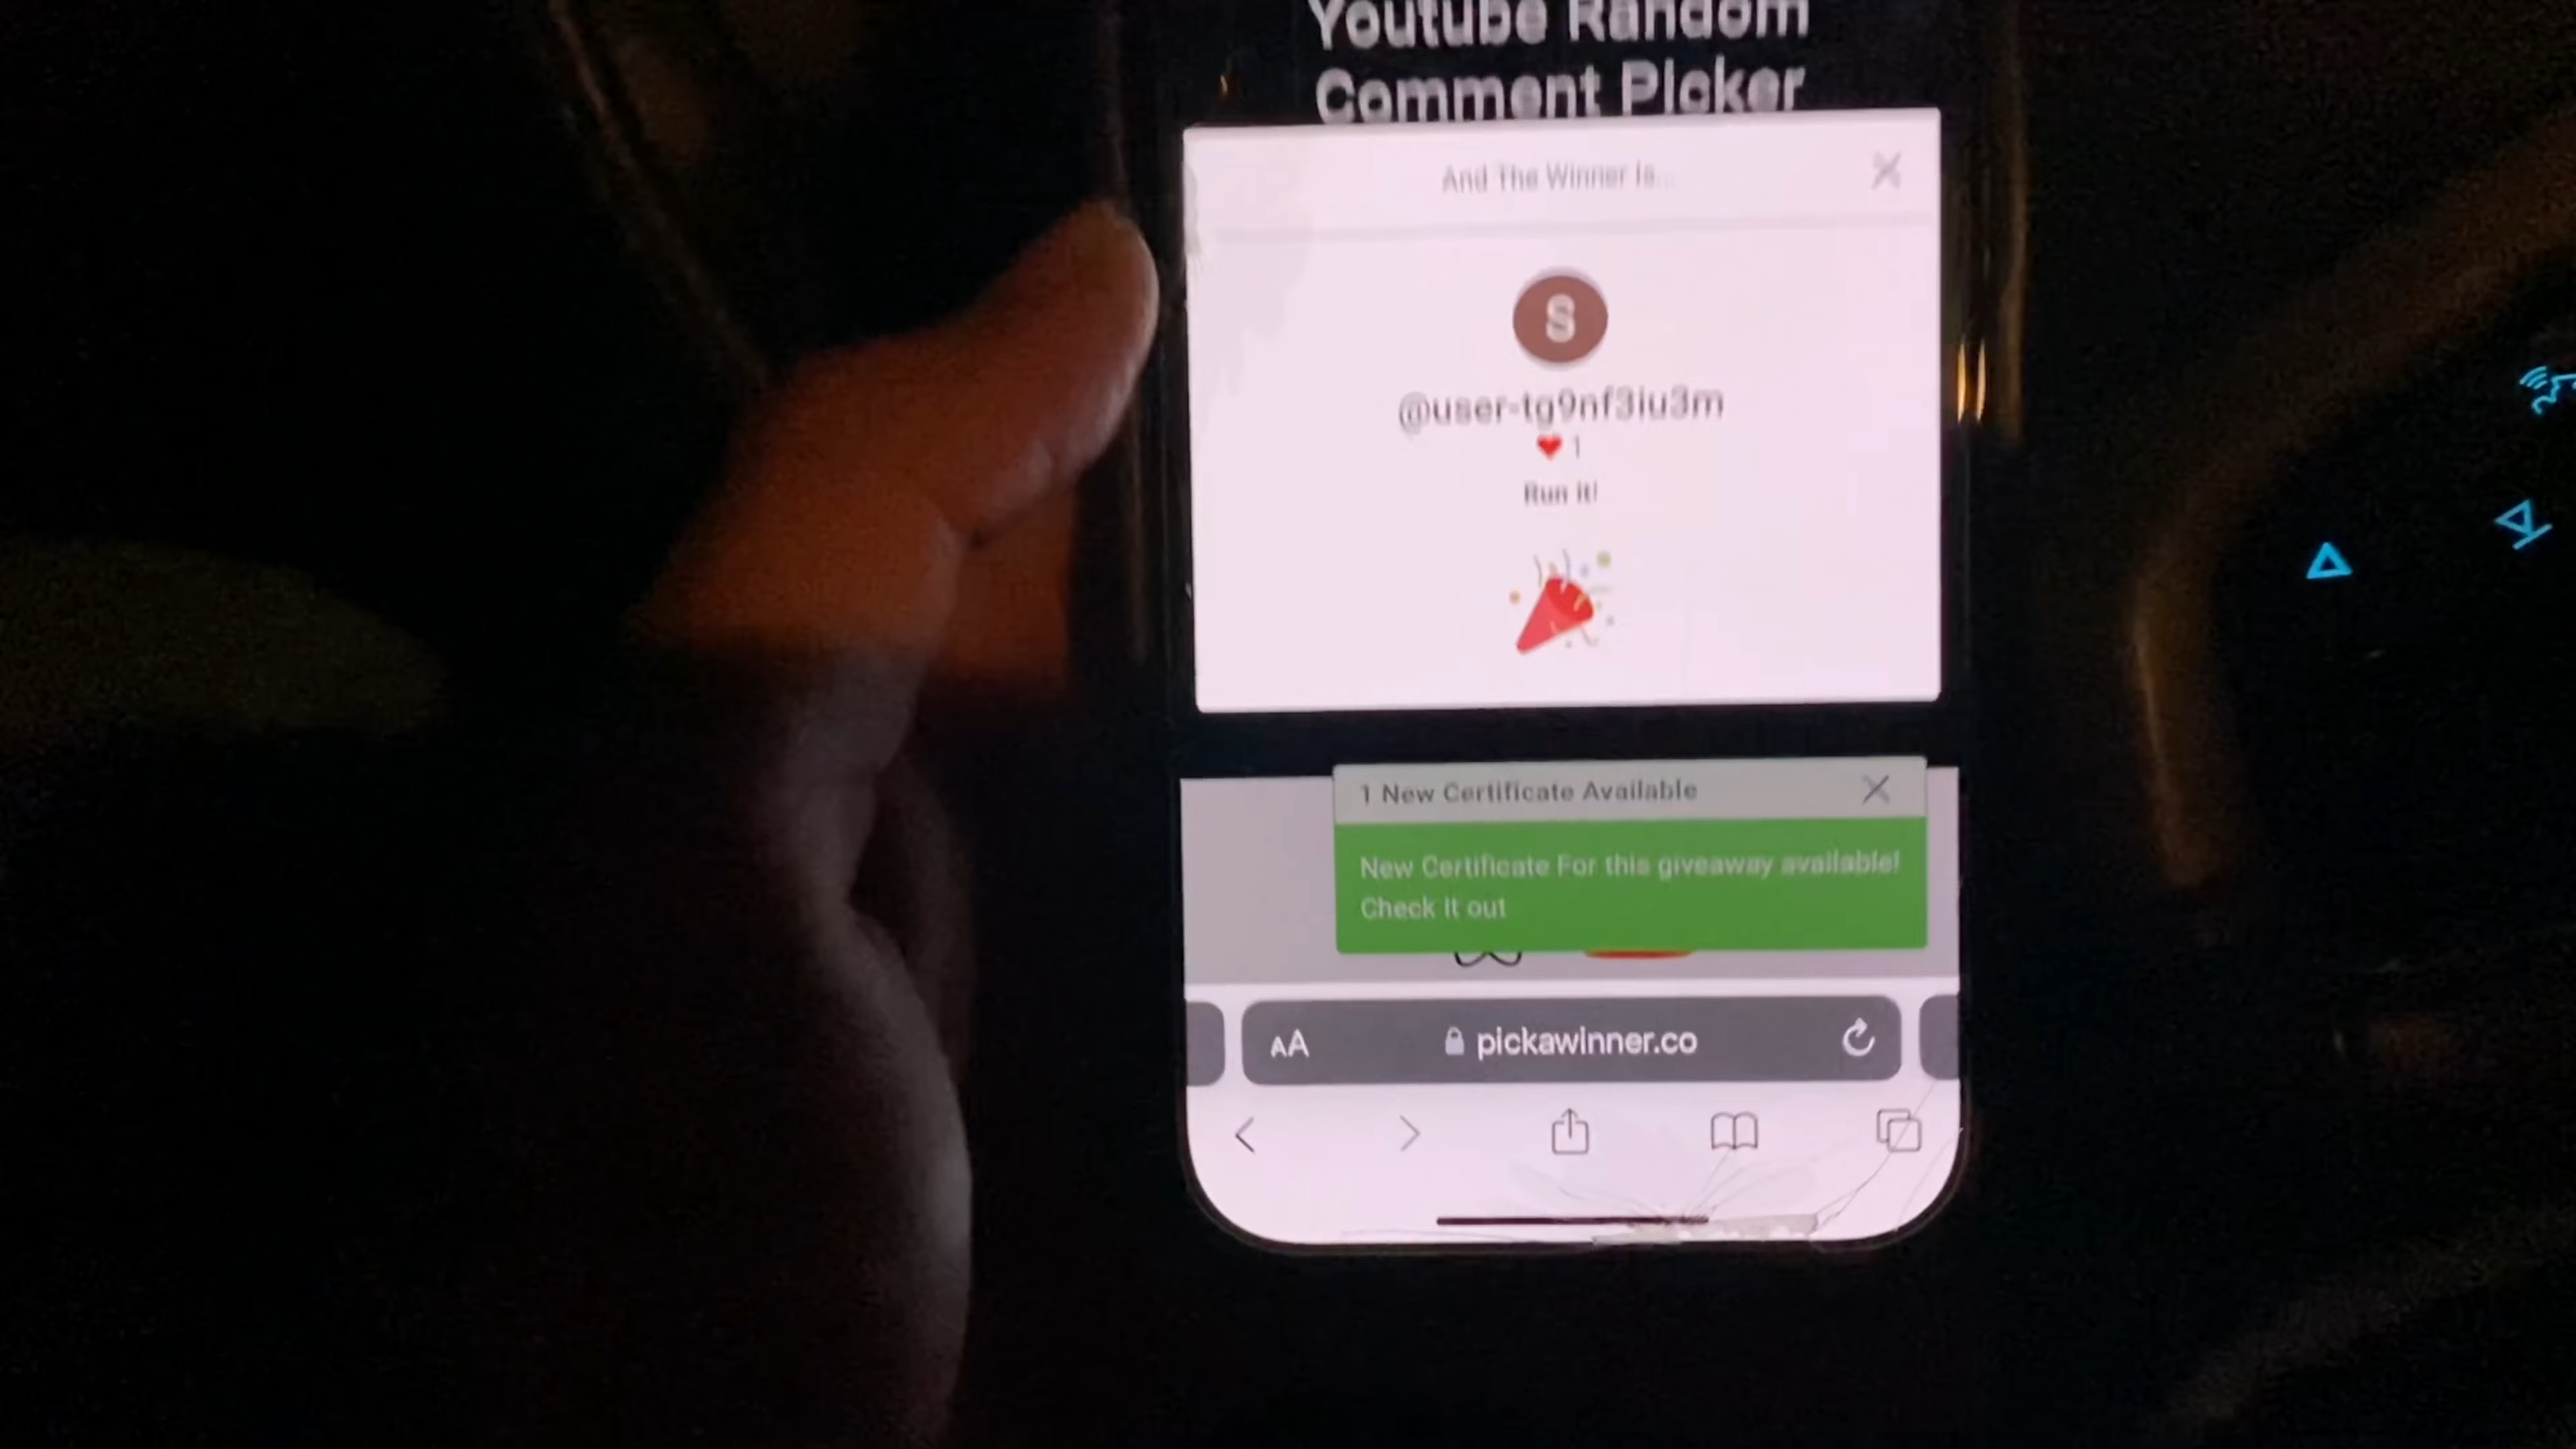 Youtube Random
Comment Picker
And The Winner Is...
S
@user-tg9nf3iu3m
1
Run it!
1 New Certificate Available
New Certificate For this giveaway available!
Check it out
AA
pickawinner.co